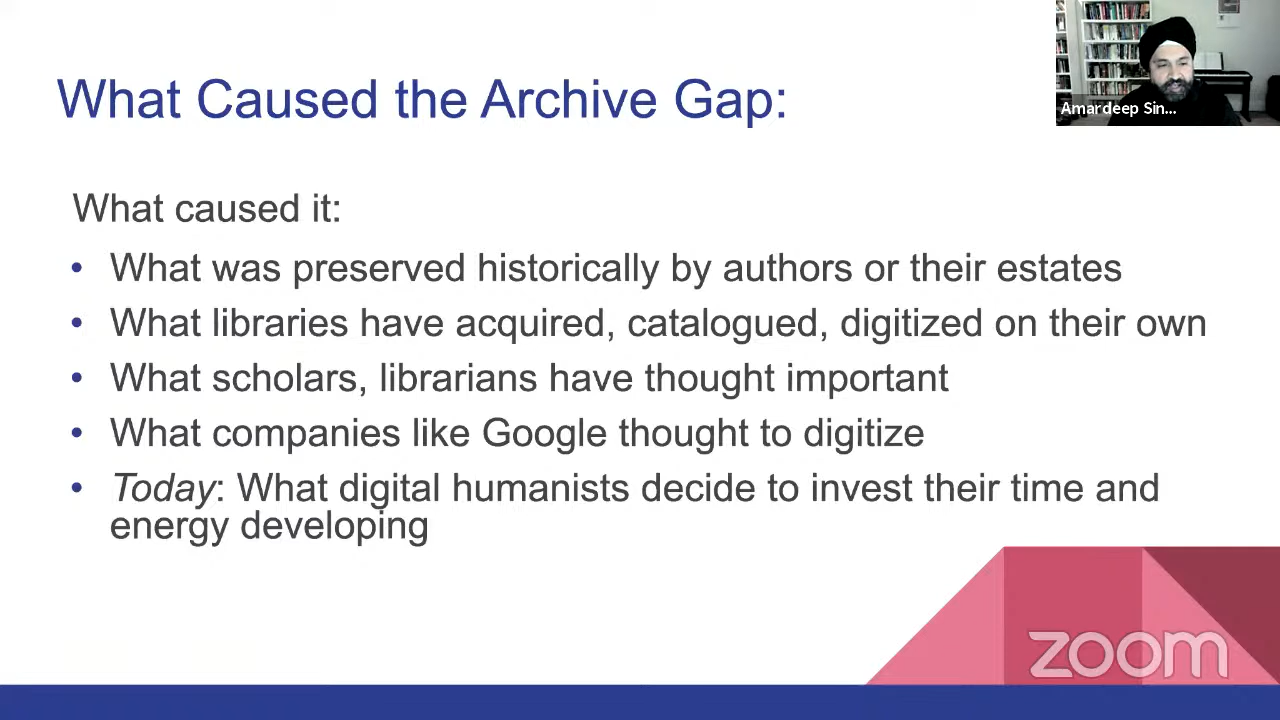 What Caused the Archive Gap:
Amardeep Sin...
What caused it:
• What was preserved historically by authors or their estates
• What libraries have acquired, catalogued, digitized on their own
• What scholars, librarians have thought important
• What companies like Google thought to digitize
• Today: What digital humanists decide to invest their time and
energy developing
zoom